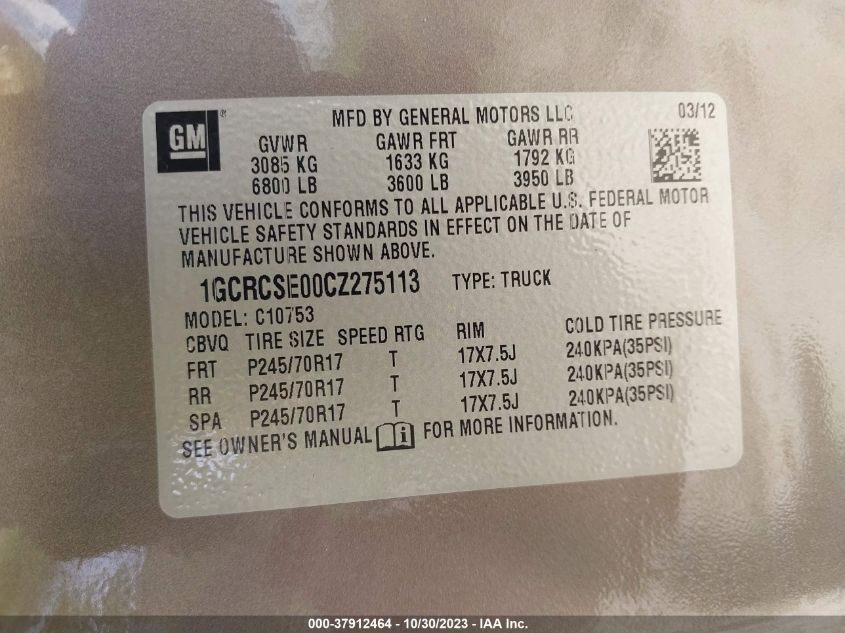 GM®
MFD BY GENERAL MOTORS LLC 03/12
GVWR GAWR FRT GAWR RR
3085 KG 1633 KG 1792 KG
6800 LB 3600 LB 3950 LB
THIS VEHICLE CONFORMS TO ALL APPLICABLE U.S. FEDERAL MOTOR
VEHICLE SAFETY STANDARDS IN EFFECT ON THE DATE OF
MANUFACTURE SHOWN ABOVE.
1GCRCSE00CZ275113 TYPE: TRUCK
MODEL: C10753
CBVQ TIRE SIZE SPEED RTG RIM COLD TIRE PRESSURE
FRT P245/70R17 T 17X7.5J 240KPA(35PSI)
RR P245/70R17 T 17X7.5J 240KPA(35PSI)
SPA P245/70R17 T 17X7.5J 240KPA(35PSI)
SEE OWNER'S MANUAL FOR MORE INFORMATION.
000-37912464 - 10/30/2023 - IAA Inc.